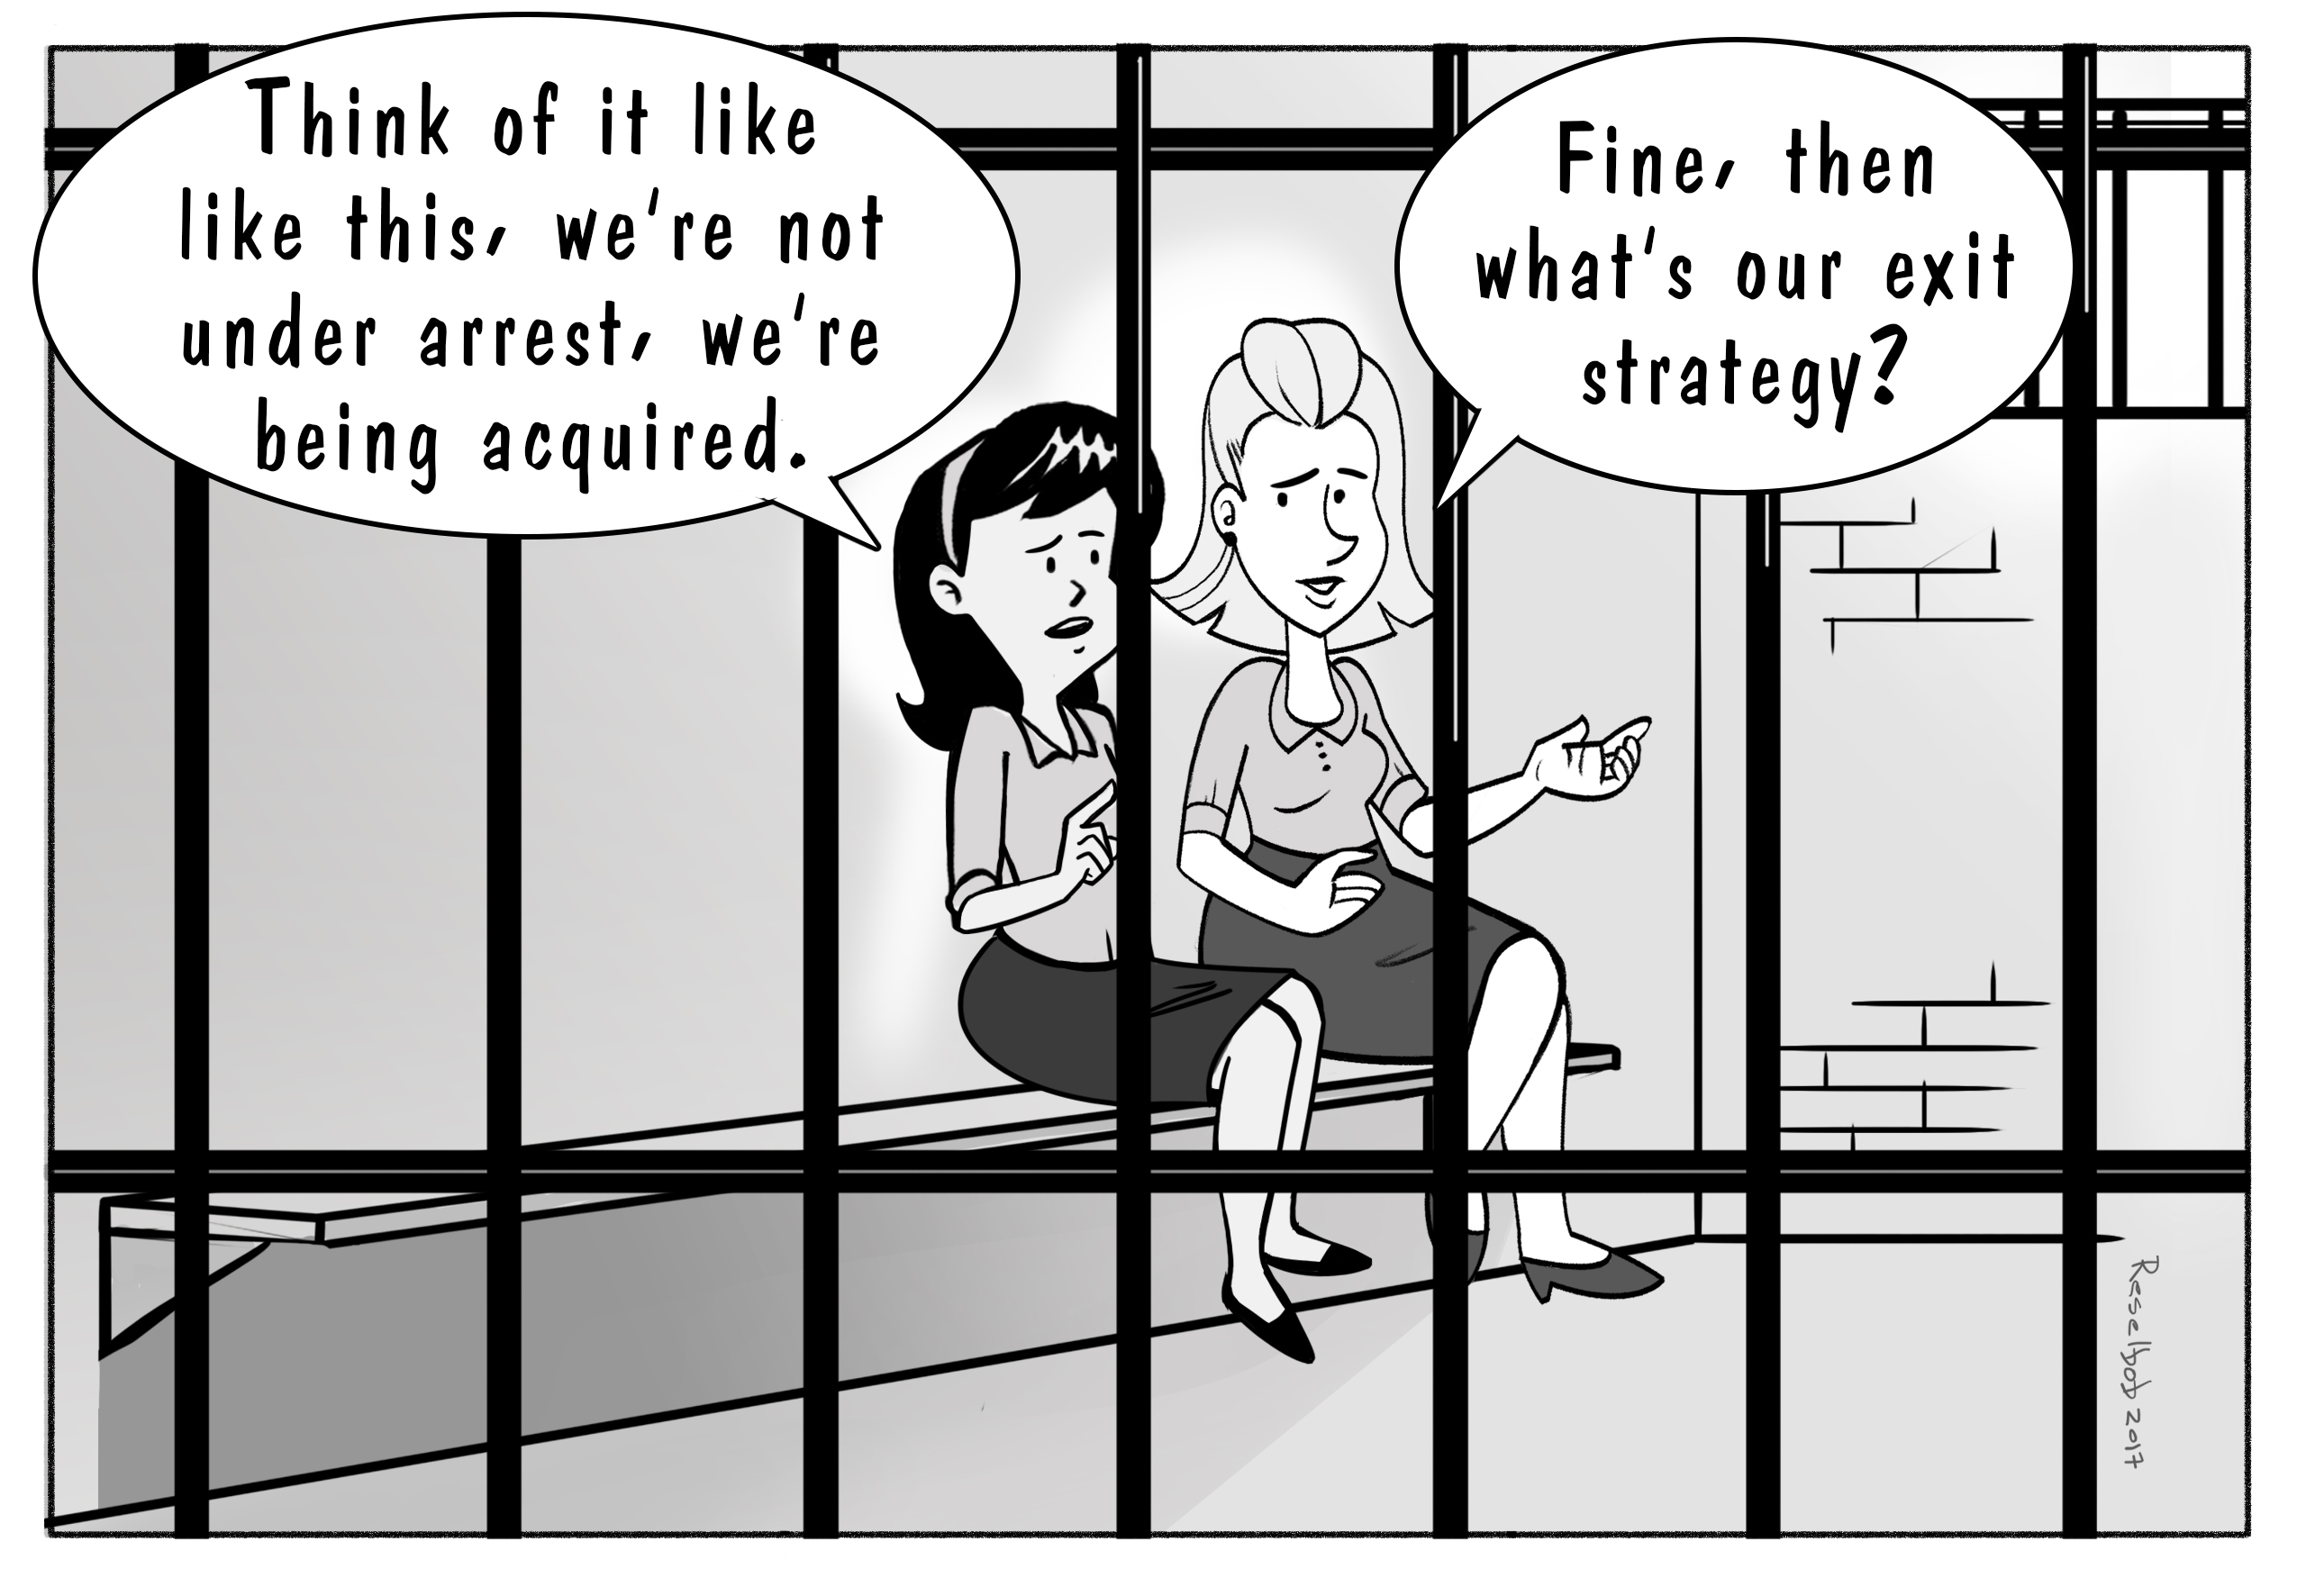 Think of it like
like this, we're not
under arrest, we're
being acquired.
Fine, then
what's our exit
strategy?
2017